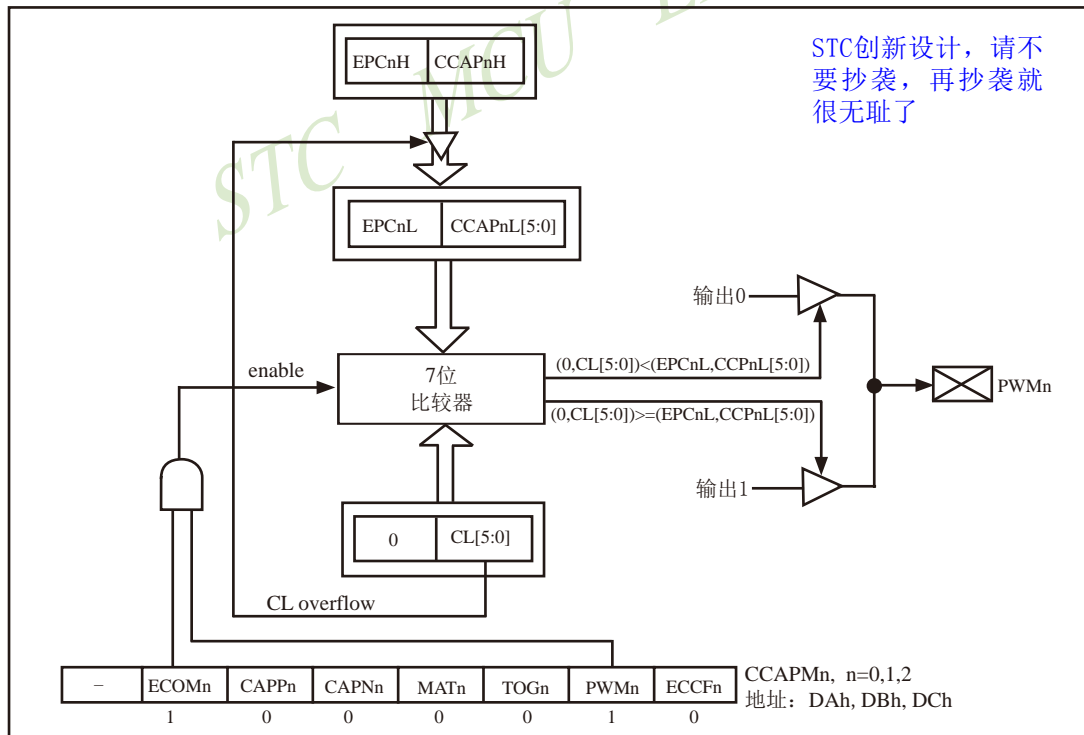 STC MCU
STC创新设计，请不
要抄袭，再抄袭就
很无耻了
EPCnH CCAPnH
EPCnL CCAPnL[5:0]
输出0
enable
7位
比较器
(0,CL[5:0])<(EPCnL,CCPnL[5:0])
PWMn
(0,CL[5:0])>=(EPCnL,CCPnL[5:0])
输出1
0 CL[5:0]
CL overflow
– ECOMn CAPPn CAPNn MATn TOGn PWMn ECCFn
CCAPMn, n=0,1,2
地址：DAh, DBh, DCh
1 0 0 0 0 1 0